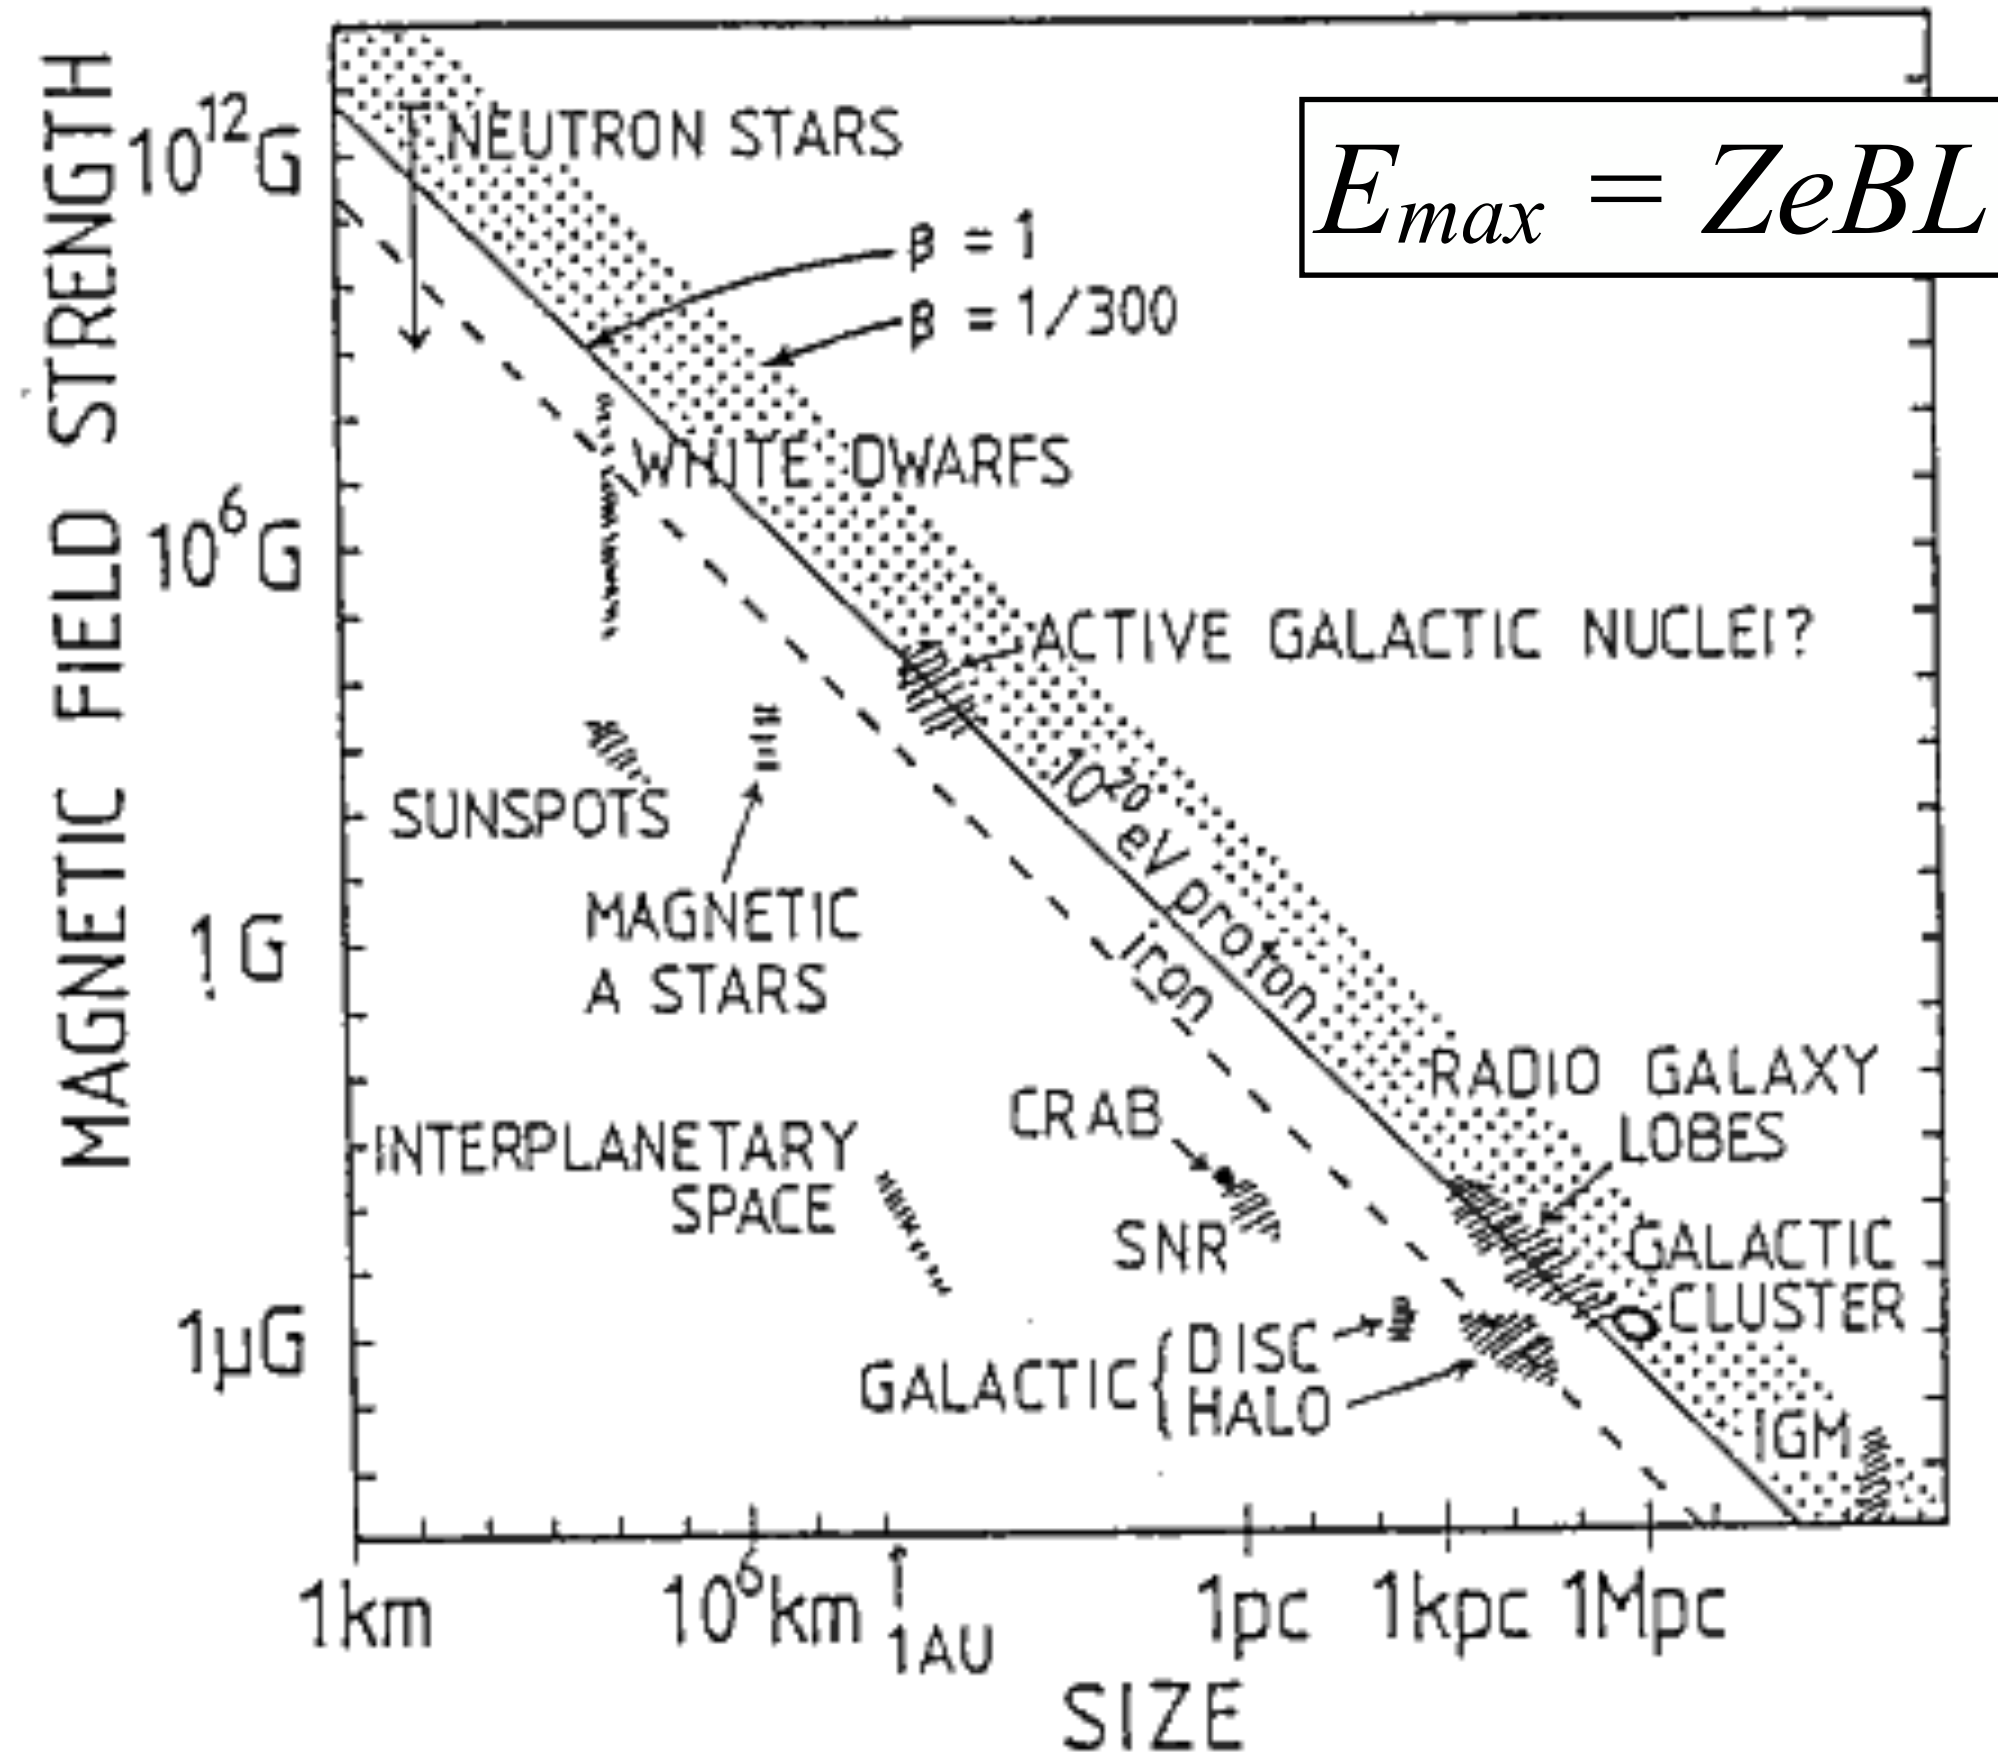 MAGNETIC FIELD STRENGTH
10¹²G
10⁶G
1G
1μG
NEUTRON STARS
E_max = ZeBL
β = 1
β = 1/300
WHITE DWARFS
ACTIVE GALACTIC NUCLEI?
SUNSPOTS
10²⁰ eV proton
MAGNETIC
A STARS
iron
RADIO GALAXY
LOBES
CRAB
INTERPLANETARY
SPACE
SNR
GALACTIC
CLUSTER
GALACTIC { DISC
HALO
IGM
1km
10⁶km
1AU
1pc
1kpc
1Mpc
SIZE